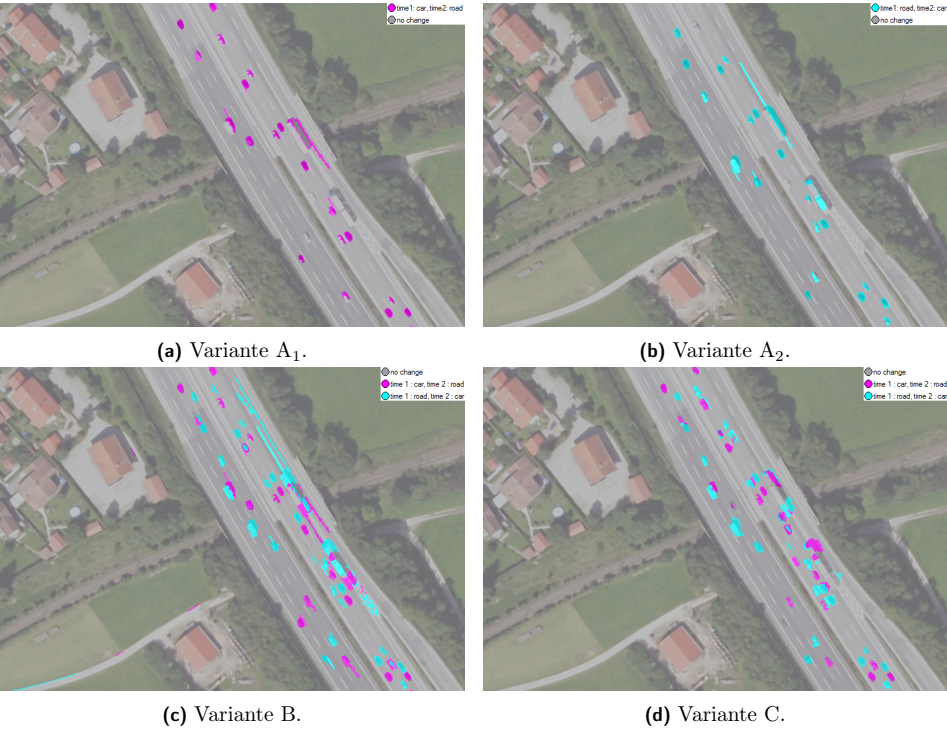 time1: car, time2: road
no change
time1: road, time2: car
no change
(a) Variante A₁.
(b) Variante A₂.
no change
time 1 : car, time 2 : road
time 1 : road, time 2 : car
no change
time 1 : car, time 2 : road
time 1 : road, time 2 : car
(c) Variante B.
(d) Variante C.